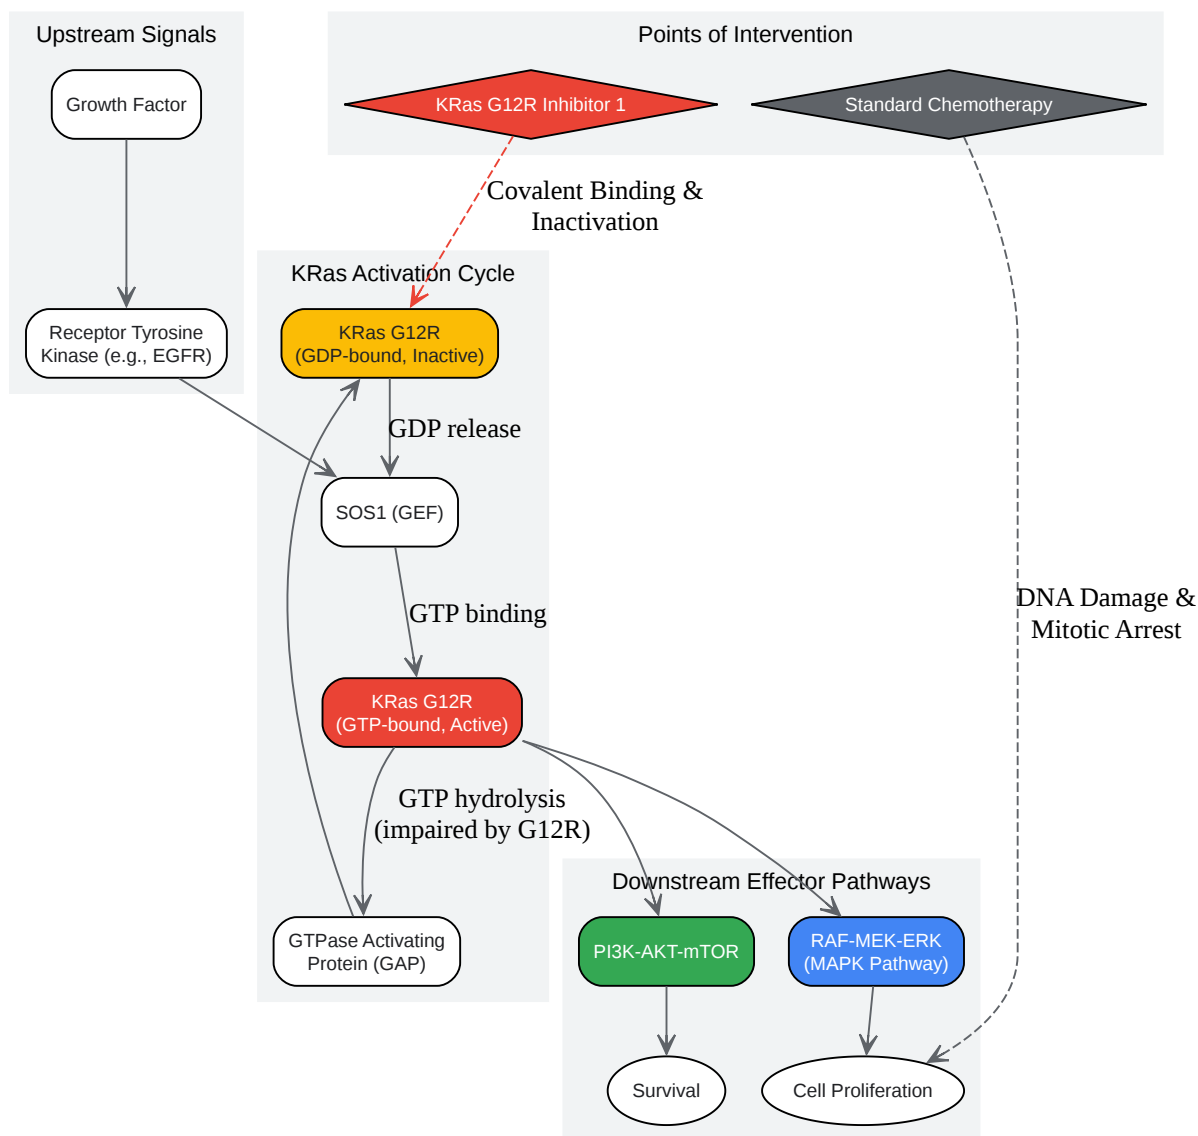 Upstream Signals
Points of Intervention
Growth Factor
KRas G12R Inhibitor 1
Standard Chemotherapy
Covalent Binding &
Inactivation
KRas Activation Cycle
Receptor Tyrosine
Kinase (e.g., EGFR)
KRas G12R
(GDP-bound, Inactive)
GDP release
SOS1 (GEF)
GTP binding
DNA Damage &
Mitotic Arrest
KRas G12R
(GTP-bound, Active)
GTP hydrolysis
(impaired by G12R)
Downstream Effector Pathways
GTPase Activating
Protein (GAP)
PI3K-AKT-mTOR
RAF-MEK-ERK
(MAPK Pathway)
Survival
Cell Proliferation